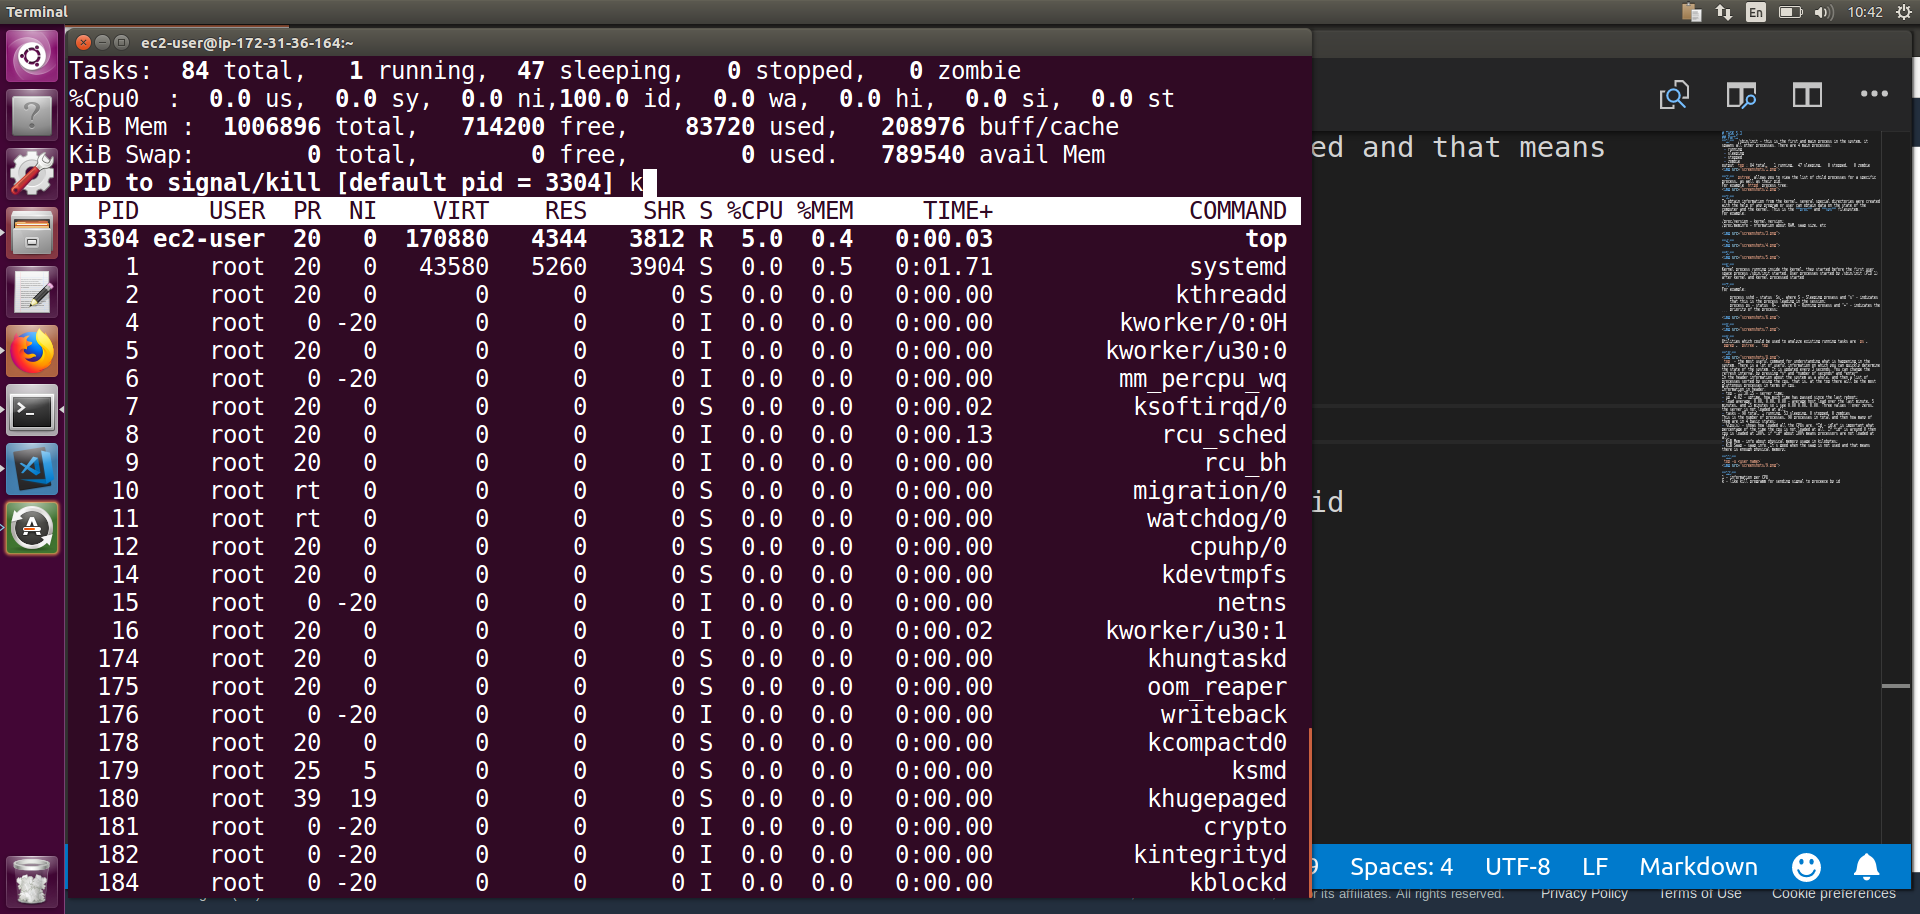 Terminal
En
10:42
ec2-user@ip-172-31-36-164:~
Tasks:  84 total,   1 running,  47 sleeping,   0 stopped,   0 zombie
%Cpu0  :  0.0 us,  0.0 sy,  0.0 ni,100.0 id,  0.0 wa,  0.0 hi,  0.0 si,  0.0 st
KiB Mem :  1006896 total,   714200 free,    83720 used,   208976 buff/cache
KiB Swap:        0 total,        0 free,        0 used.   789540 avail Mem
PID to signal/kill [default pid = 3304] k
PID USER PR NI VIRT RES SHR S %CPU %MEM TIME+ COMMAND
3304 ec2-user 20 0 170880 4344 3812 R 5.0 0.4 0:00.03 top
1 root 20 0 43580 5260 3904 S 0.0 0.5 0:01.71 systemd
2 root 20 0 0 0 0 S 0.0 0.0 0:00.00 kthreadd
4 root 0 -20 0 0 0 I 0.0 0.0 0:00.00 kworker/0:0H
5 root 20 0 0 0 0 I 0.0 0.0 0:00.00 kworker/u30:0
6 root 0 -20 0 0 0 I 0.0 0.0 0:00.00 mm_percpu_wq
7 root 20 0 0 0 0 S 0.0 0.0 0:00.02 ksoftirqd/0
8 root 20 0 0 0 0 I 0.0 0.0 0:00.13 rcu_sched
9 root 20 0 0 0 0 I 0.0 0.0 0:00.00 rcu_bh
10 root rt 0 0 0 0 S 0.0 0.0 0:00.00 migration/0
11 root rt 0 0 0 0 S 0.0 0.0 0:00.00 watchdog/0
12 root 20 0 0 0 0 S 0.0 0.0 0:00.00 cpuhp/0
14 root 20 0 0 0 0 S 0.0 0.0 0:00.00 kdevtmpfs
15 root 0 -20 0 0 0 I 0.0 0.0 0:00.00 netns
16 root 20 0 0 0 0 I 0.0 0.0 0:00.02 kworker/u30:1
174 root 20 0 0 0 0 S 0.0 0.0 0:00.00 khungtaskd
175 root 20 0 0 0 0 S 0.0 0.0 0:00.00 oom_reaper
176 root 0 -20 0 0 0 I 0.0 0.0 0:00.00 writeback
178 root 20 0 0 0 0 S 0.0 0.0 0:00.00 kcompactd0
179 root 25 5 0 0 0 S 0.0 0.0 0:00.00 ksmd
180 root 39 19 0 0 0 S 0.0 0.0 0:00.00 khugepaged
181 root 0 -20 0 0 0 I 0.0 0.0 0:00.00 crypto
182 root 0 -20 0 0 0 I 0.0 0.0 0:00.00 kintegrityd
184 root 0 -20 0 0 0 I 0.0 0.0 0:00.00 kblockd
ed and that means
id
Spaces: 4 UTF-8 LF Markdown
r its affiliates. All rights reserved. Privacy Policy Terms of Use Cookie preferences